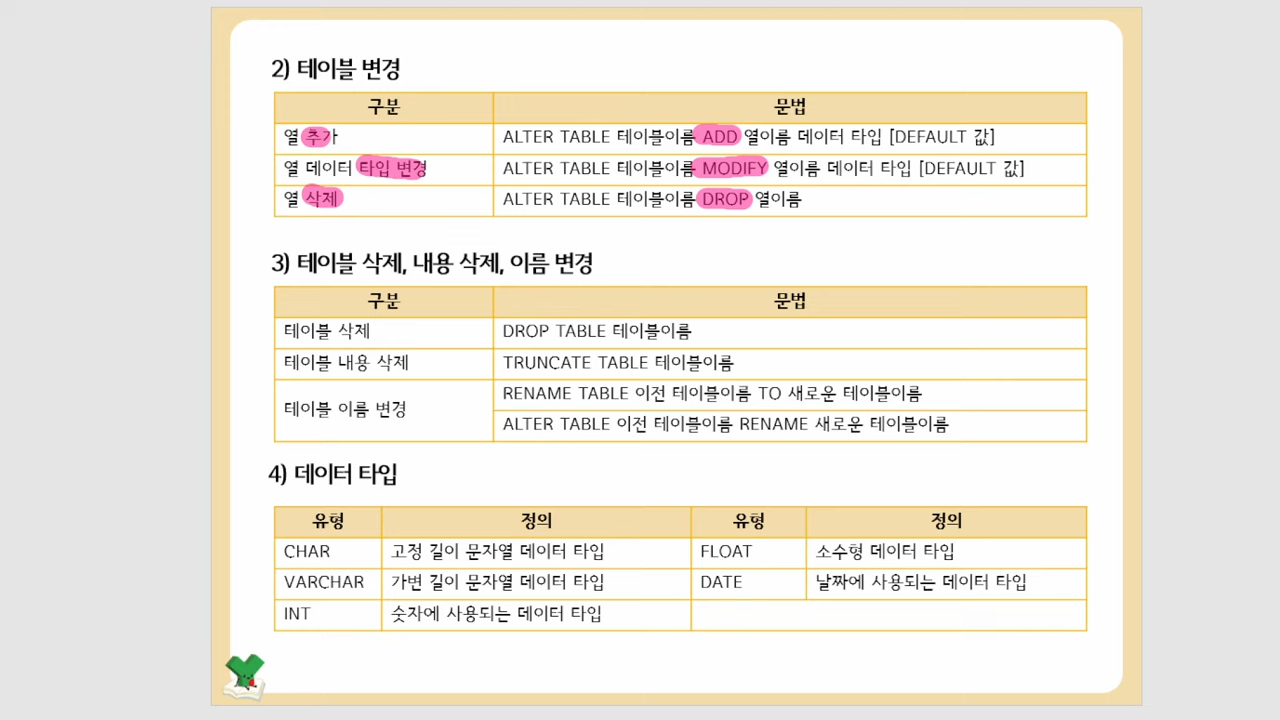 2) 테이블 변경
구분 문법
열 추가 ALTER TABLE 테이블이름 ADD 열이름 데이터 타입 [DEFAULT 값]
열 데이터 타입 변경 ALTER TABLE 테이블이름 MODIFY 열이름 데이터 타입 [DEFAULT 값]
열 삭제 ALTER TABLE 테이블이름 DROP 열이름
3) 테이블 삭제, 내용 삭제, 이름 변경
구분 문법
테이블 삭제 DROP TABLE 테이블이름
테이블 내용 삭제 TRUNCATE TABLE 테이블이름
테이블 이름 변경 RENAME TABLE 이전 테이블이름 TO 새로운 테이블이름
ALTER TABLE 이전 테이블이름 RENAME 새로운 테이블이름
4) 데이터 타입
유형 정의 유형 정의
CHAR 고정 길이 문자열 데이터 타입 FLOAT 소수형 데이터 타입
VARCHAR 가변 길이 문자열 데이터 타입 DATE 날짜에 사용되는 데이터 타입
INT 숫자에 사용되는 데이터 타입